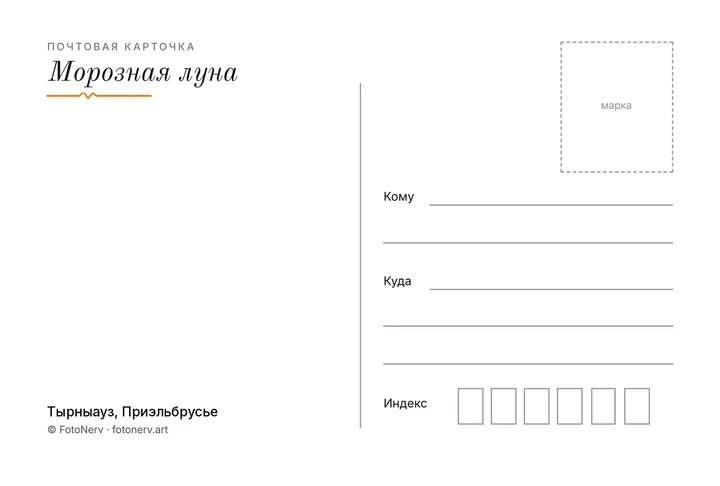 ПОЧТОВАЯ КАРТОЧКА
Морозная луна
марка
Кому
Куда
Индекс
Тырныауз, Приэльбрусье
© FotoNerv · fotonerv.art